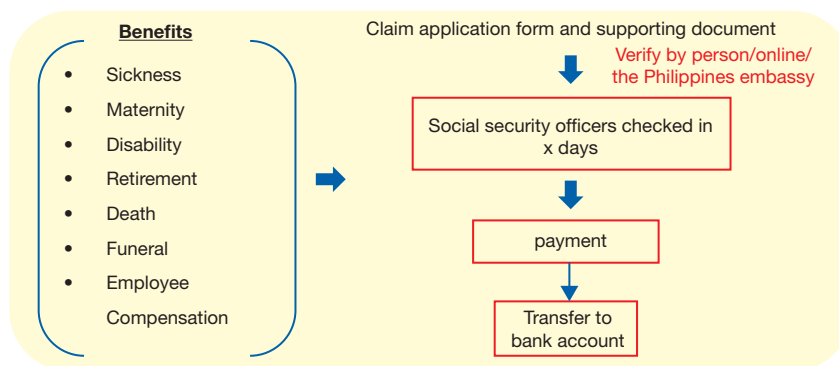 Benefits
• Sickness
• Maternity
• Disability
• Retirement
• Death
• Funeral
• Employee
Compensation
Claim application form and supporting document
Verify by person/online/
the Philippines embassy
Social security officers checked in
x days
payment
Transfer to
bank account